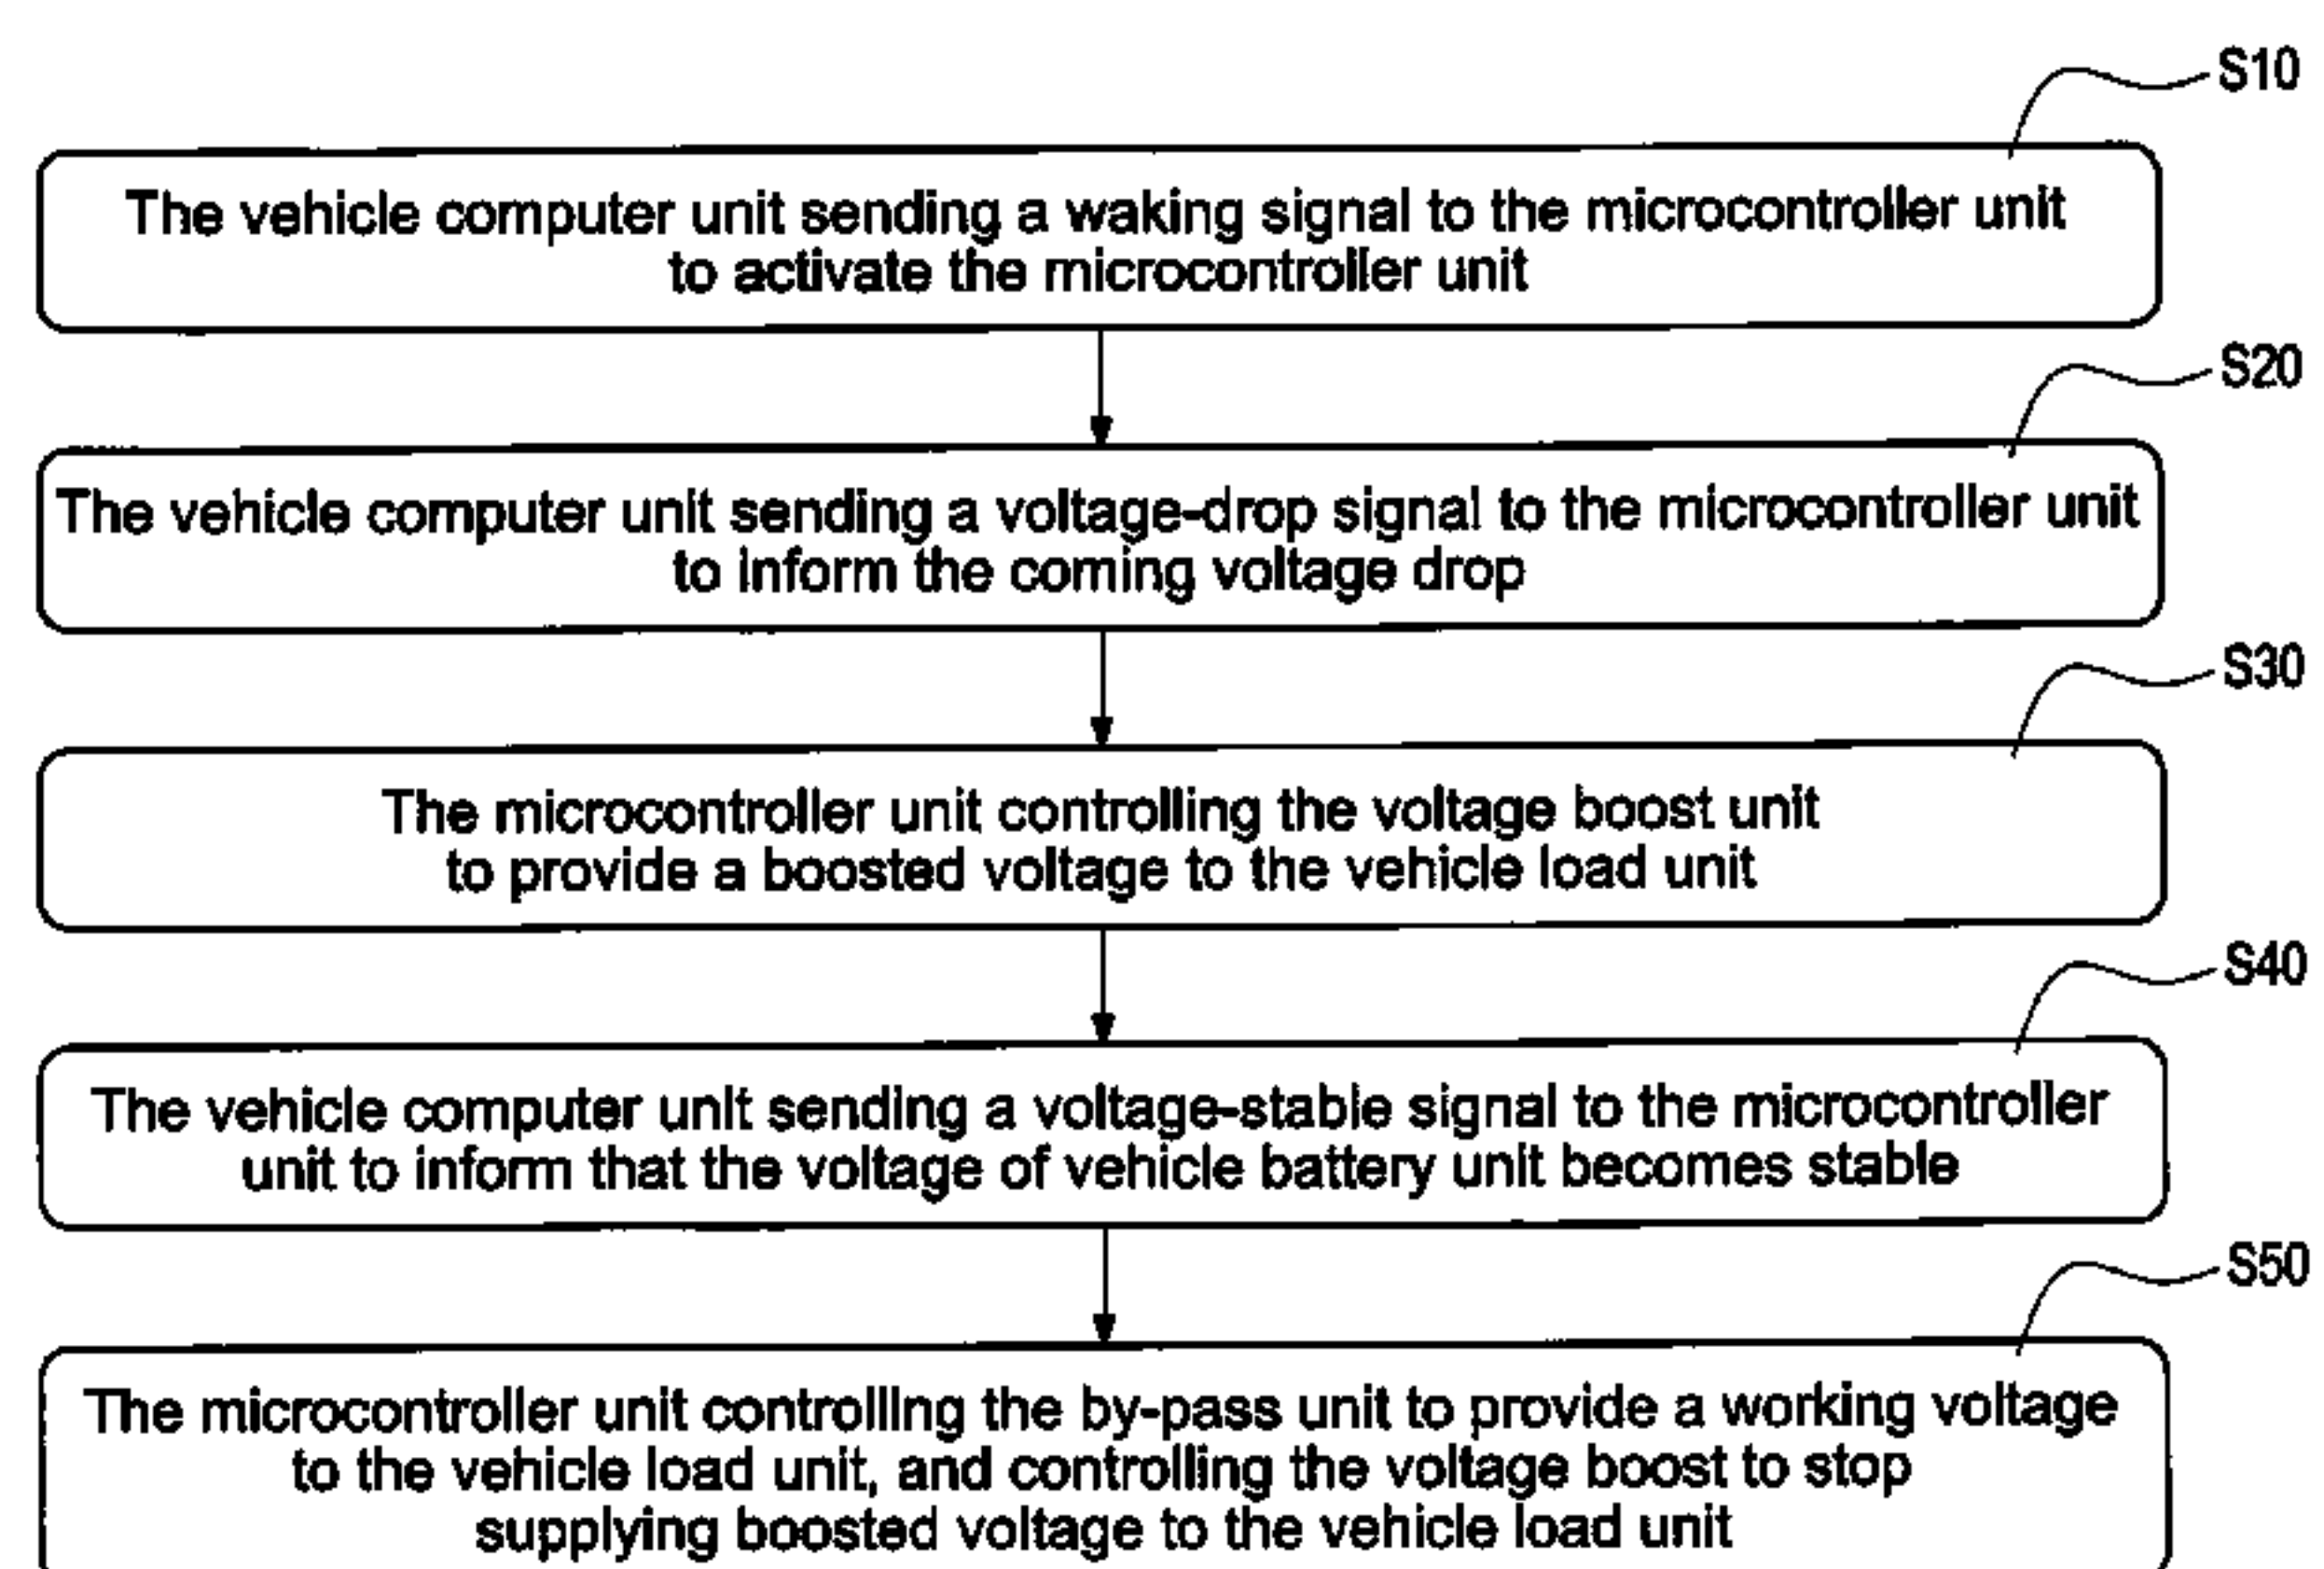 S10
The vehicle computer unit sending a waking signal to the microcontroller unit
to activate the microcontroller unit
S20
The vehicle computer unit sending a voltage-drop signal to the microcontroller unit
to inform the coming voltage drop
S30
The microcontroller unit controlling the voltage boost unit
to provide a boosted voltage to the vehicle load unit
S40
The vehicle computer unit sending a voltage-stable signal to the microcontroller
unit to inform that the voltage of vehicle battery unit becomes stable
S50
The microcontroller unit controlling the by-pass unit to provide a working voltage
to the vehicle load unit, and controlling the voltage boost to stop
supplying boosted voltage to the vehicle load unit